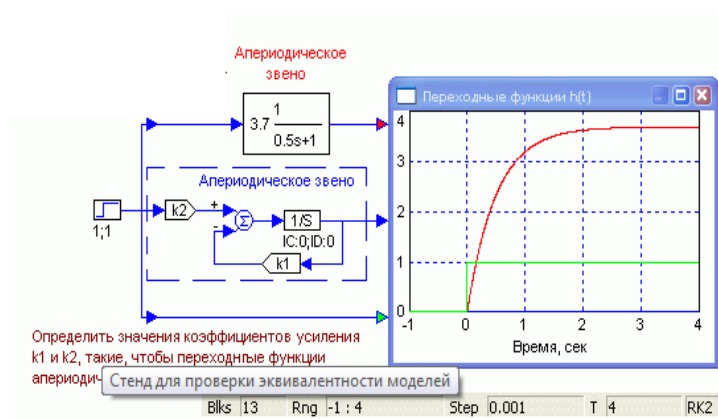 Апериодическое
звено
3.7 1
0.5s+1
Апериодическое звено
k2
+
-
Σ
1/S
IC:0;ID:0
k1
1;1
Переходные функции h(t)
4
3
2
1
0
-1 0 1 2 3 4
Время, сек
Определить значения коэффициентов усиления
k1 и k2, такие, чтобы переходные функции
апериодич
Стенд для проверки эквивалентности моделей
Blks 13 Rng -1 : 4 Step 0.001 T 4 RK2